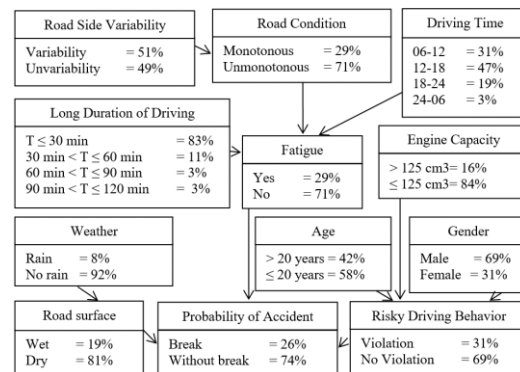 Road Side Variability
Variability = 51%
Unvariability = 49%
Road Condition
Monotonous = 29%
Unmonotonous = 71%
Driving Time
06-12 = 31%
12-18 = 47%
18-24 = 19%
24-06 = 3%
Long Duration of Driving
T ≤ 30 min = 83%
30 min < T ≤ 60 min = 11%
60 min < T ≤ 90 min = 3%
90 min < T ≤ 120 min = 3%
Fatigue
Yes = 29%
No = 71%
Engine Capacity
> 125 cm3= 16%
≤ 125 cm3= 84%
Weather
Rain = 8%
No rain = 92%
Age
> 20 years = 42%
≤ 20 years = 58%
Gender
Male = 69%
Female = 31%
Road surface
Wet = 19%
Dry = 81%
Probability of Accident
Break = 26%
Without break = 74%
Risky Driving Behavior
Violation = 31%
No Violation = 69%